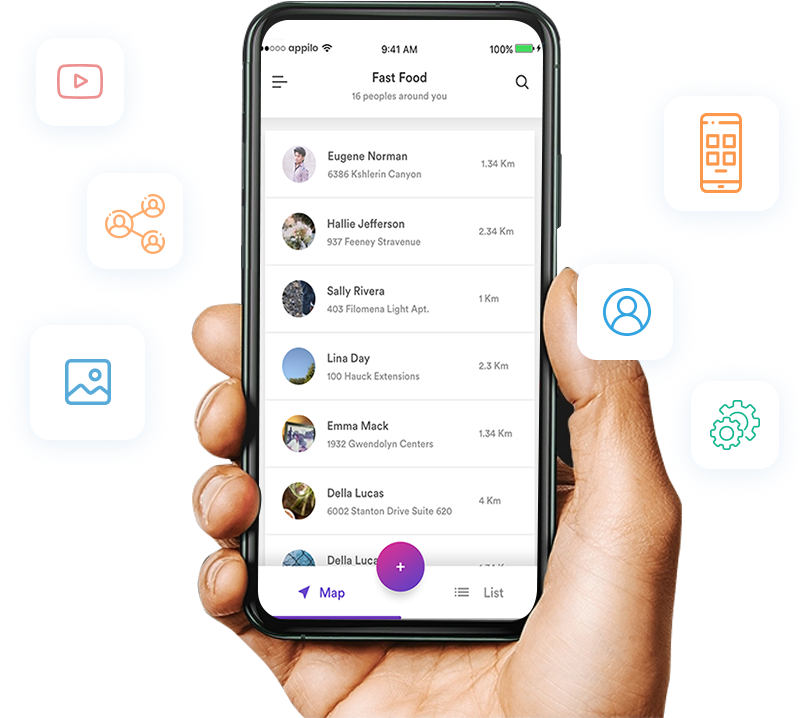 appilo 9:41 AM 100%
Fast Food
16 peoples around you
Eugene Norman
6386 Kshlerin Canyon
1.34 Km
Hallie Jefferson
937 Feeney Stravenue
2.34 Km
Sally Rivera
403 Filomena Light Apt.
1 Km
Lina Day
100 Hauck Extensions
2.3 Km
Emma Mack
1932 Gwendolyn Centers
1.34 Km
Della Lucas
6002 Stanton Drive Suite 620
4 Km
Della
+
Map List